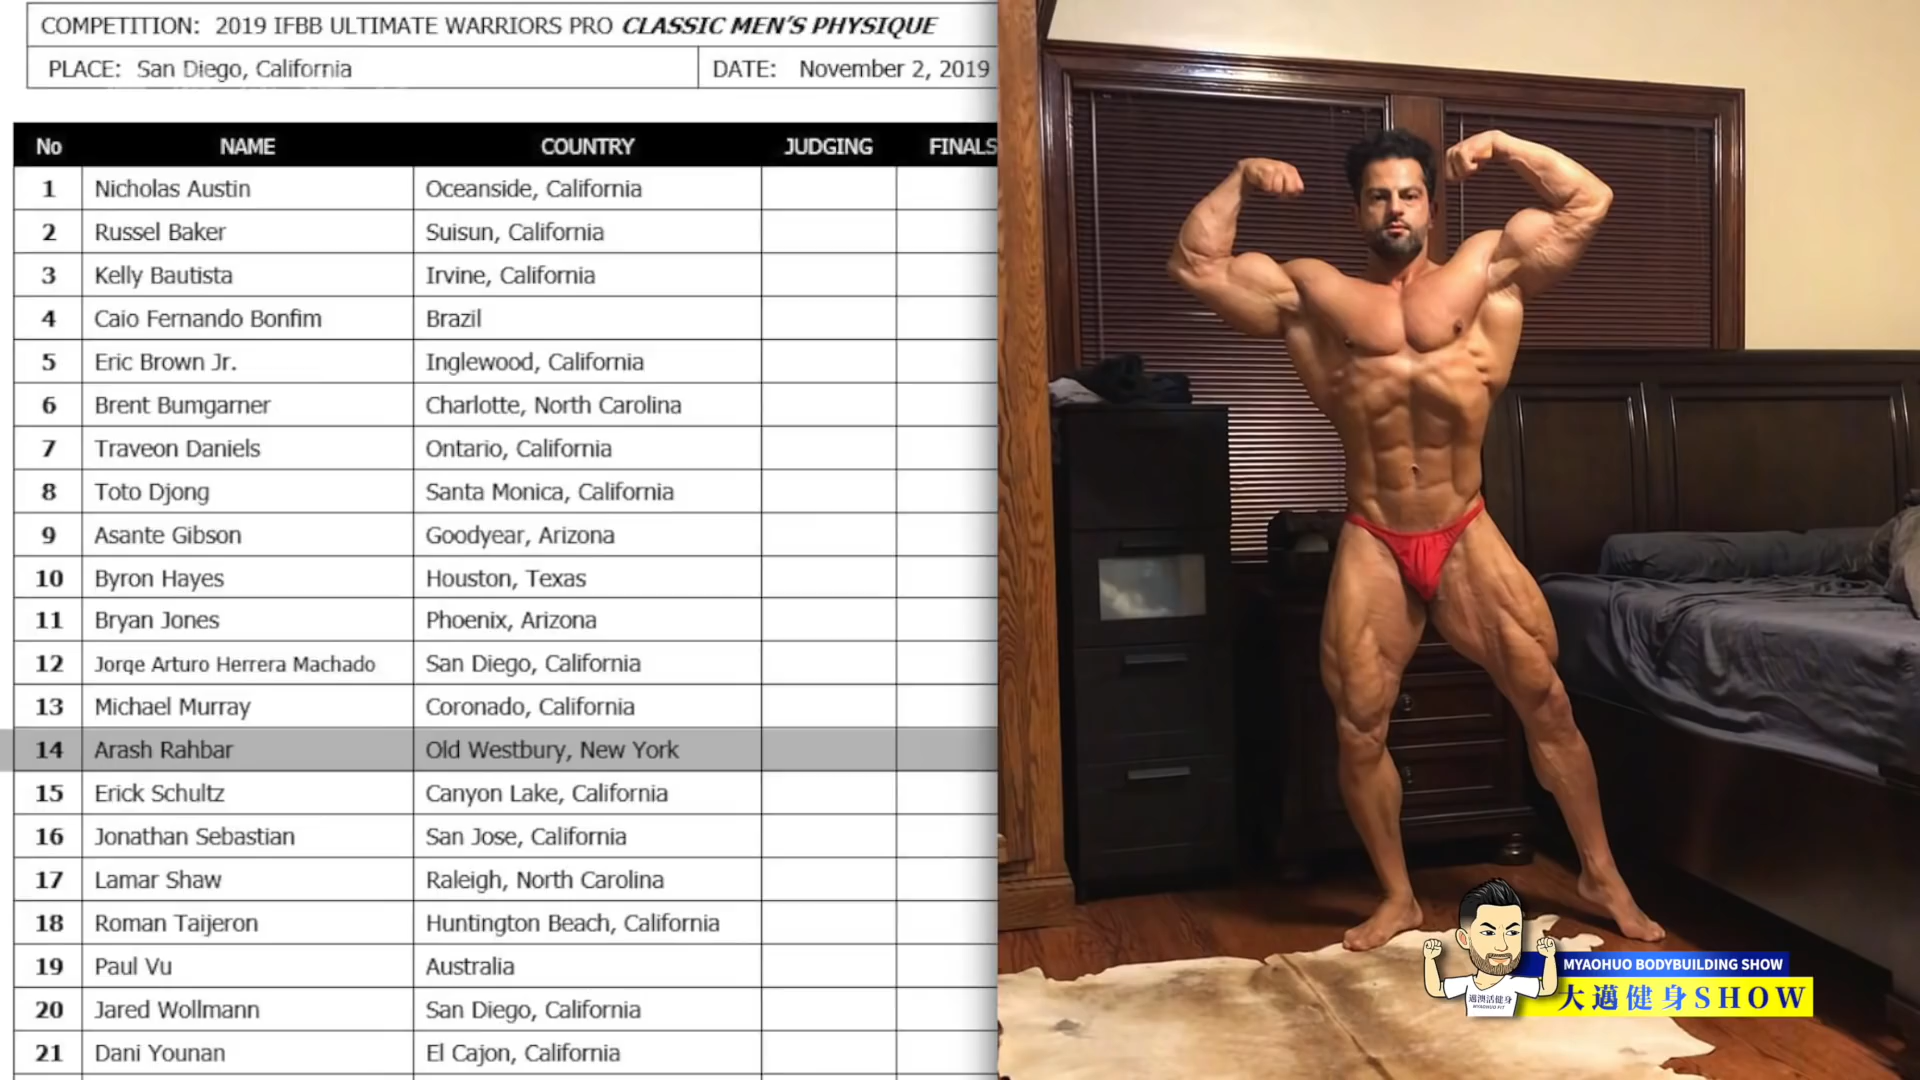 COMPETITION: 2019 IFBB ULTIMATE WARRIORS PRO CLASSIC MEN'S PHYSIQUE
PLACE: San Diego, California DATE: November 2, 2019
No NAME COUNTRY JUDGING FINALS
1 Nicholas Austin Oceanside, California
2 Russel Baker Suisun, California
3 Kelly Bautista Irvine, California
4 Caio Fernando Bonfim Brazil
5 Eric Brown Jr. Inglewood, California
6 Brent Bumgarner Charlotte, North Carolina
7 Traveon Daniels Ontario, California
8 Toto Djong Santa Monica, California
9 Asante Gibson Goodyear, Arizona
10 Byron Hayes Houston, Texas
11 Bryan Jones Phoenix, Arizona
12 Jorge Arturo Herrera Machado San Diego, California
13 Michael Murray Coronado, California
14 Arash Rahbar Old Westbury, New York
15 Erick Schultz Canyon Lake, California
16 Jonathan Sebastian San Jose, California
17 Lamar Shaw Raleigh, North Carolina
18 Roman Taijeron Huntington Beach, California
19 Paul Vu Australia
20 Jared Wollmann San Diego, California
21 Dani Younan El Cajon, California
MYAOHUO BODYBUILDING SHOW
大邁健身SHOW